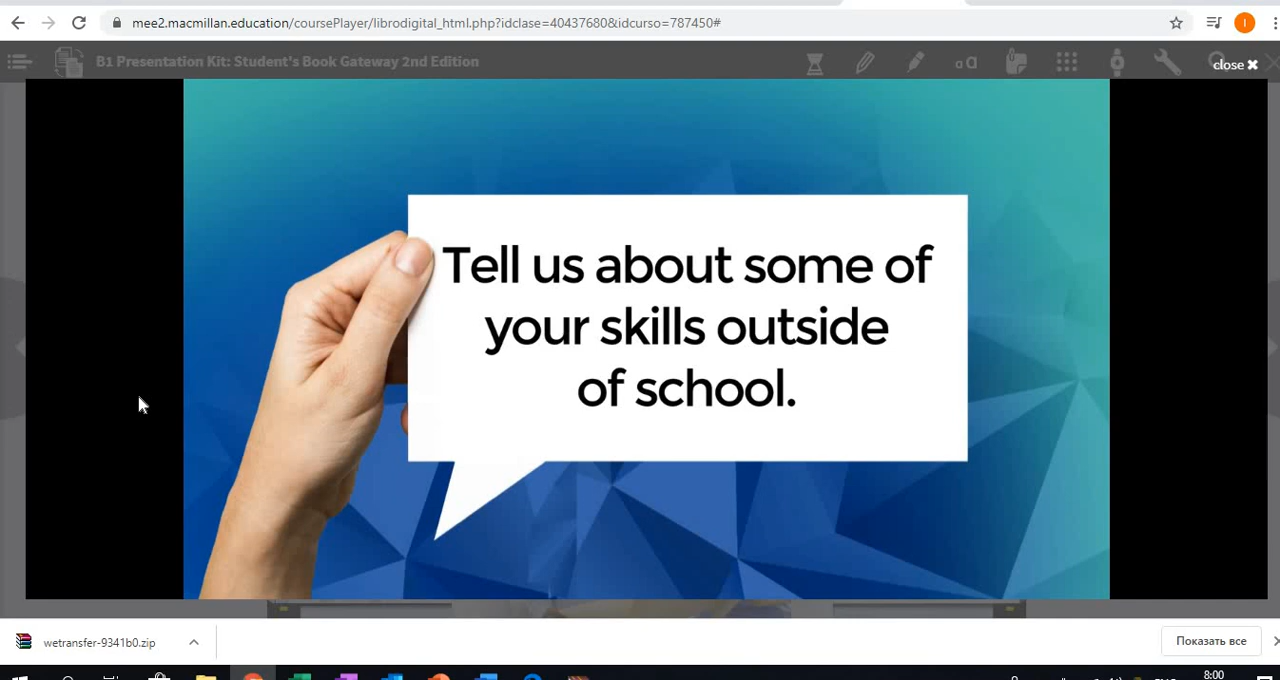 mee2.macmillan.education/coursePlayer/librodigital_html.php?idclase=40437680&idcurso=787450#
I
B1 Presentation Kit: Student's Book Gateway 2nd Edition
a a
close ✖
Tell us about some of
your skills outside
of school.
wetransfer-9341b0.zip
Показать все
8:00